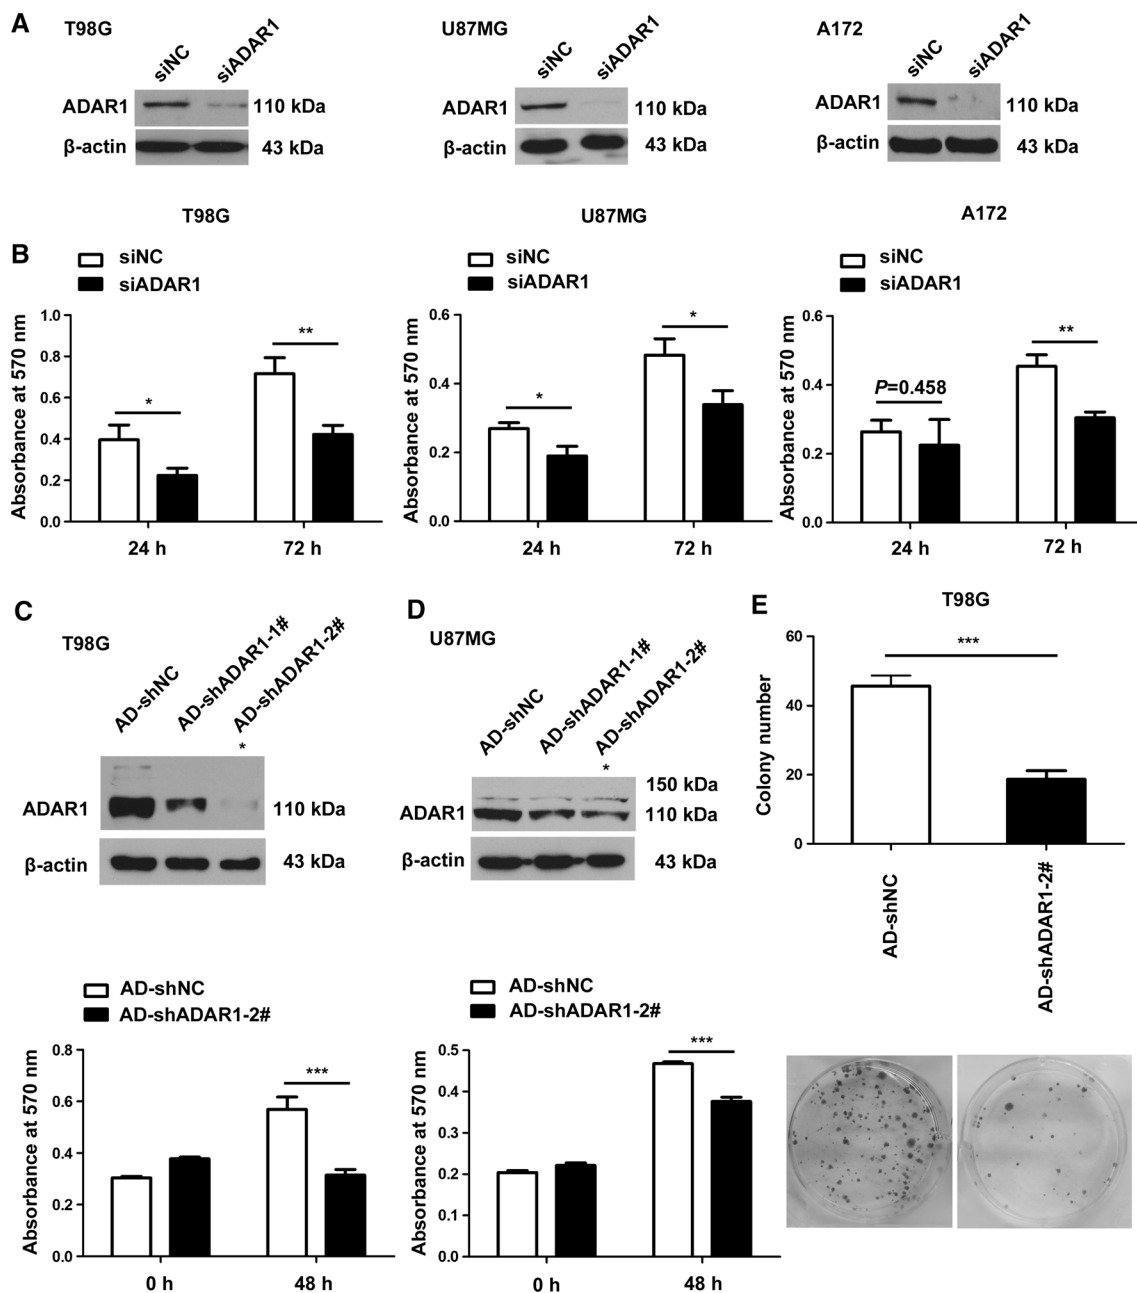 A
T98G
siNC
siADAR1
ADAR1
110 kDa
β-actin
43 kDa
U87MG
siNC
siADAR1
ADAR1
110 kDa
β-actin
43 kDa
A172
siNC
siADAR1
ADAR1
110 kDa
β-actin
43 kDa
B
T98G
siNC
siADAR1
Absorbance at 570 nm
1.0
0.8
0.6
0.4
0.2
0.0
*
**
24 h
72 h
U87MG
siNC
siADAR1
Absorbance at 570 nm
0.6
0.4
0.2
0.0
*
*
24 h
72 h
A172
siNC
siADAR1
Absorbance at 570 nm
0.6
0.4
0.2
0.0
P=0.458
**
24 h
72 h
C
T98G
AD-shNC
AD-shADAR1-1#
AD-shADAR1-2#
*
ADAR1
110 kDa
β-actin
43 kDa
AD-shNC
AD-shADAR1-2#
Absorbance at 570 nm
0.8
0.6
0.4
0.2
0.0
***
0 h
48 h
D
U87MG
AD-shNC
AD-shADAR1-1#
AD-shADAR1-2#
*
150 kDa
ADAR1
110 kDa
β-actin
43 kDa
AD-shNC
AD-shADAR1-2#
Absorbance at 570 nm
0.5
0.4
0.3
0.2
0.1
0.0
***
0 h
48 h
E
T98G
Colony number
60
40
20
0
***
AD-shNC
AD-shADAR1-2#